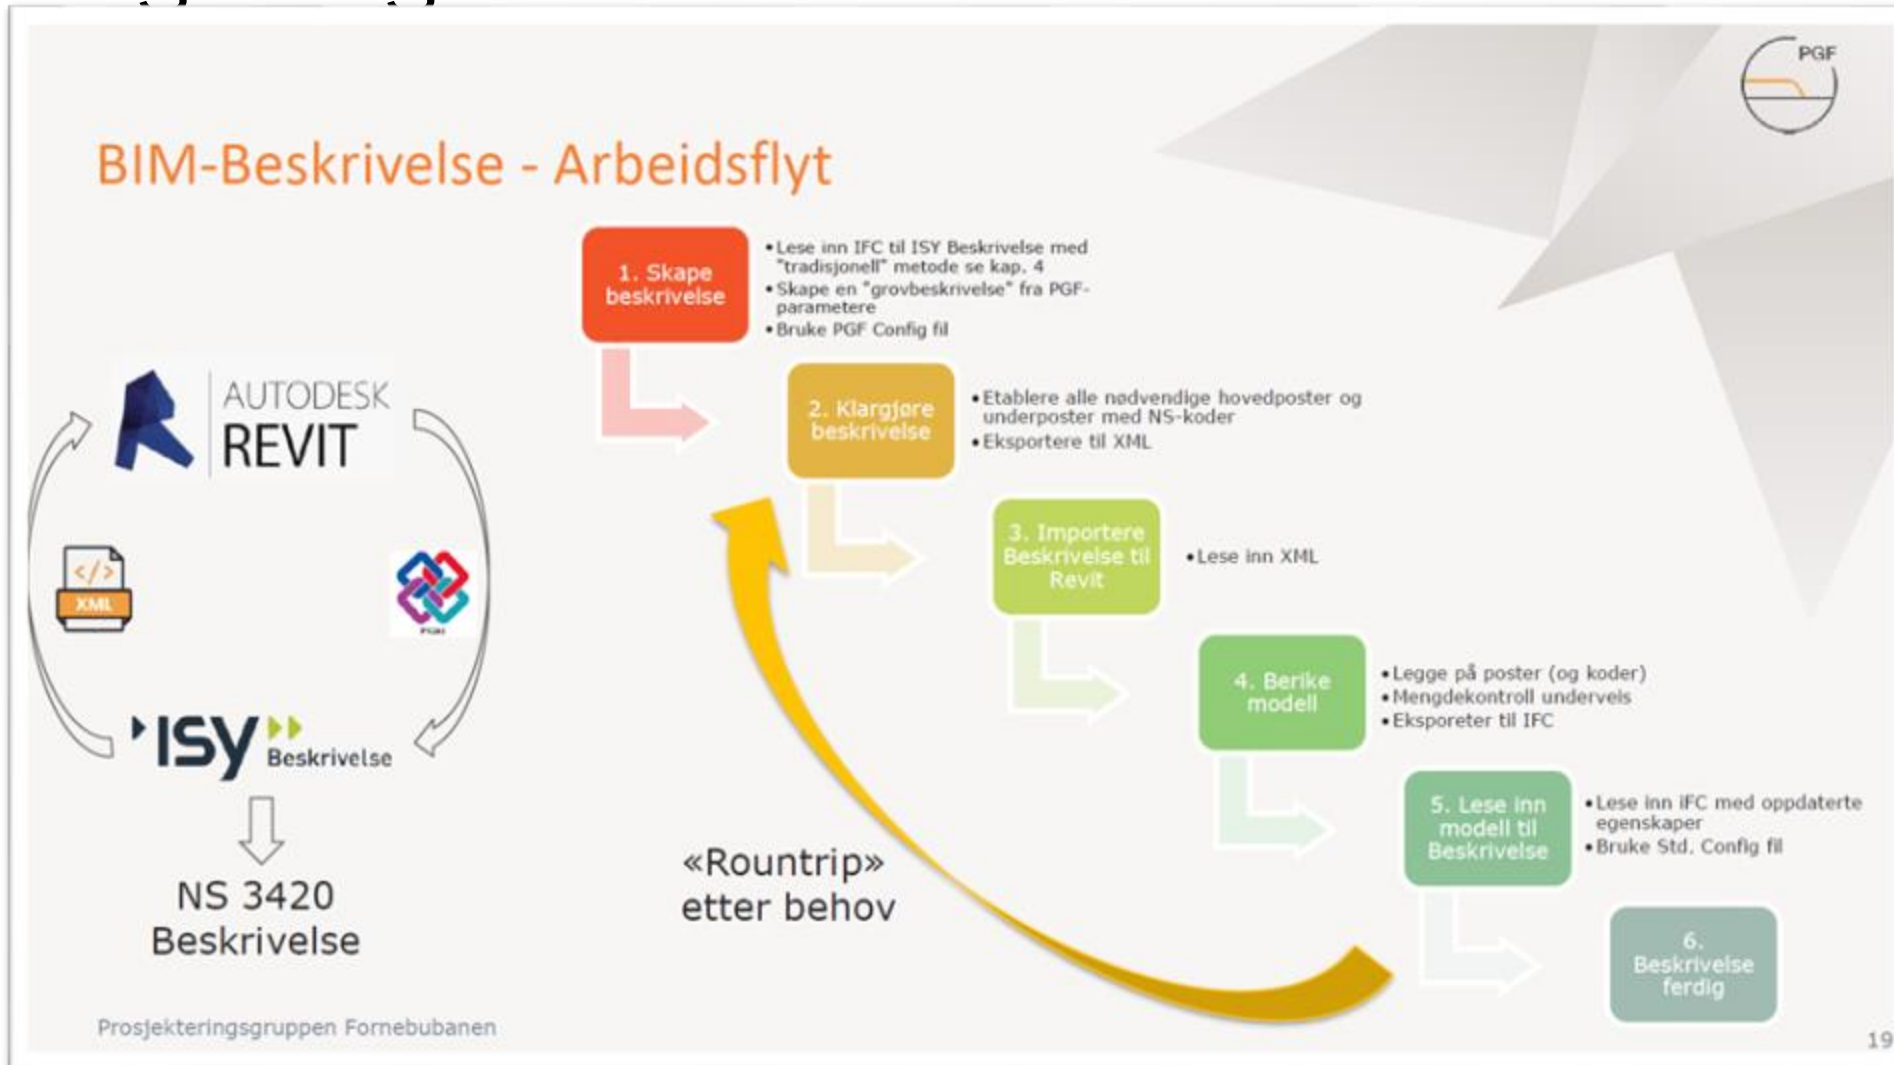 PGF
BIM-Beskrivelse - Arbeidsflyt
1. Skape
beskrivelse
•Lese inn IFC til ISY Beskrivelse med
"tradisjonell" metode se kap. 4
•Skape en "grovbeskrivelse" fra PGF-
parametere
•Bruke PGF Config fil
2. Klargjøre
beskrivelse
•Etablere alle nødvendige hovedposter og
underposter med NS-koder
•Eksportere til XML
3. Importere
Beskrivelse til
Revit
•Lese inn XML
4. Berike
modell
•Legge på poster (og koder)
•Mengdekontroll underveis
•Eksporeter til IFC
5. Lese inn
modell til
Beskrivelse
•Lese inn iFC med oppdaterte
egenskaper
•Bruke Std. Config fil
6.
Beskrivelse
ferdig
AUTODESK
REVIT
</>
XML
ISY
Beskrivelse
NS 3420
Beskrivelse
«Rountrip»
etter behov
Prosjekteringsgruppen Fornebubanen
19